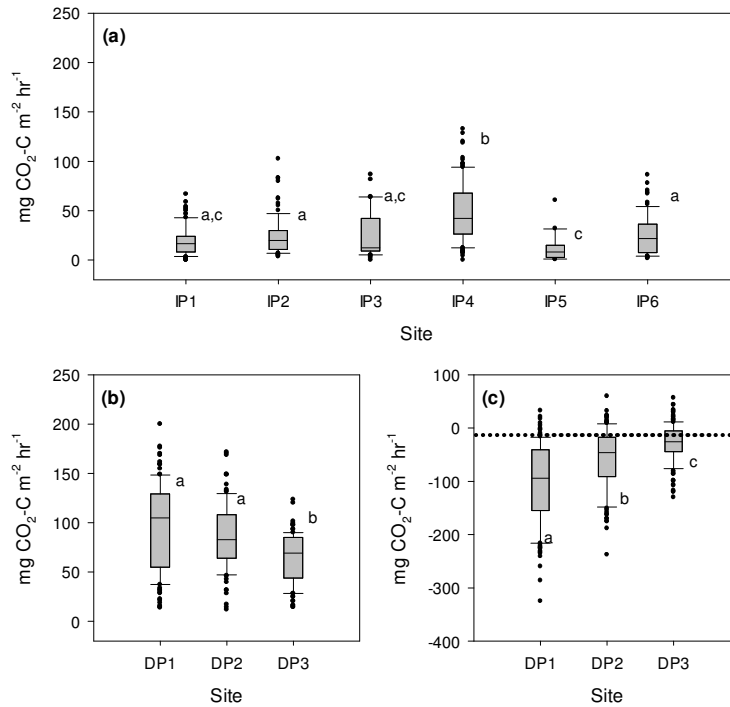 (a)
mg CO₂-C m⁻² hr⁻¹
250
200
150
100
50
0
a,c
a
a,c
b
c
a
IP1 IP2 IP3 IP4 IP5 IP6
Site
(b)
mg CO₂-C m⁻² hr⁻¹
250
200
150
100
50
0
a
a
b
DP1 DP2 DP3
Site
(c)
mg CO₂-C m⁻² hr⁻¹
100
0
-100
-200
-300
-400
a
b
c
DP1 DP2 DP3
Site